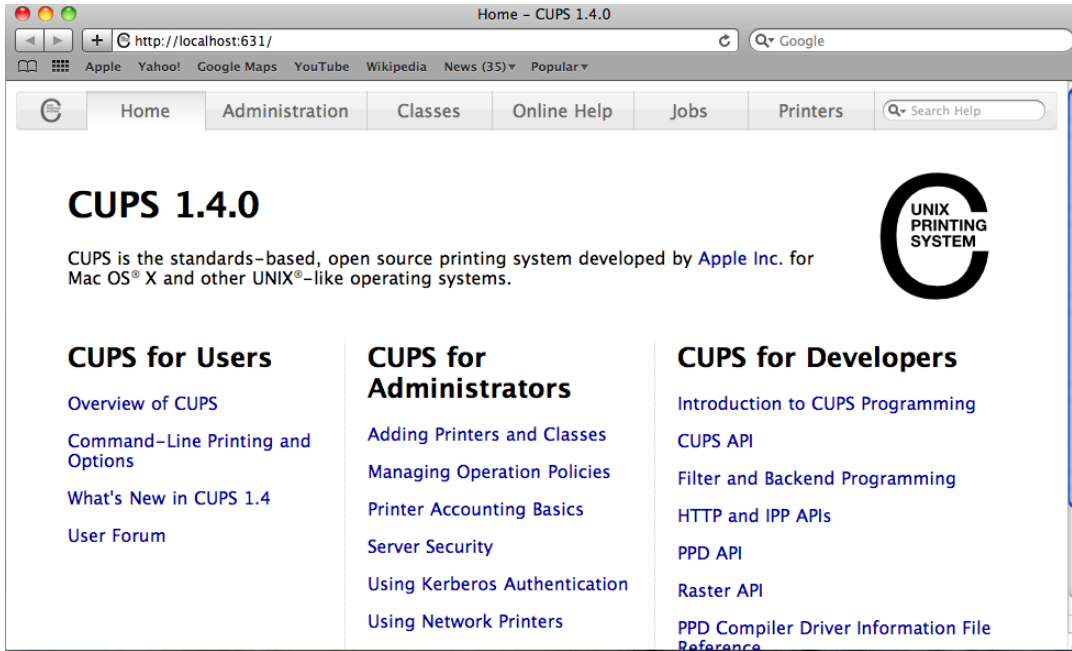 Home – CUPS 1.4.0
http://localhost:631/
Google
Apple Yahoo! Google Maps YouTube Wikipedia News (35)▾ Popular▾
Home Administration Classes Online Help Jobs Printers Search Help
CUPS 1.4.0
UNIX
PRINTING
SYSTEM
CUPS is the standards-based, open source printing system developed by Apple Inc. for
Mac OS® X and other UNIX®-like operating systems.
CUPS for Users
Overview of CUPS
Command-Line Printing and
Options
What's New in CUPS 1.4
User Forum
CUPS for
Administrators
Adding Printers and Classes
Managing Operation Policies
Printer Accounting Basics
Server Security
Using Kerberos Authentication
Using Network Printers
CUPS for Developers
Introduction to CUPS Programming
CUPS API
Filter and Backend Programming
HTTP and IPP APIs
PPD API
Raster API
PPD Compiler Driver Information File
Reference